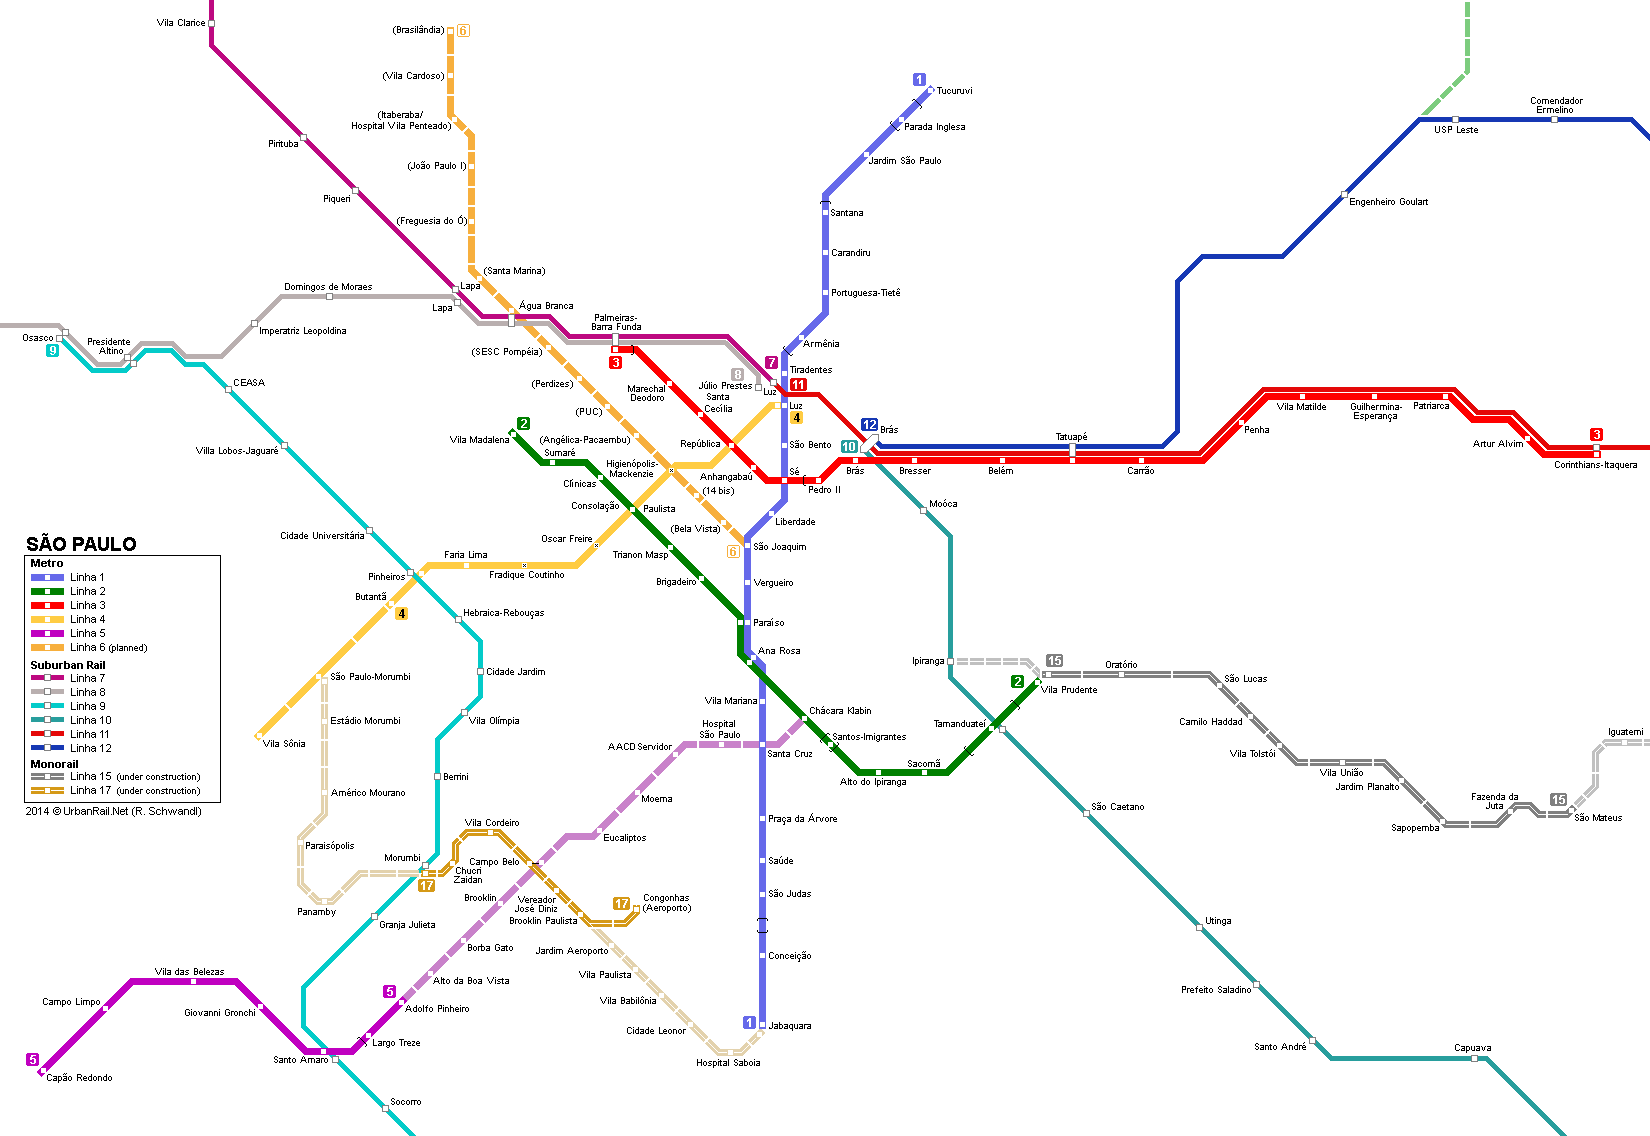 Vila Clarice
(Brasilândia)
6
(Vila Cardoso)
(Itaberaba/
Hospital Vila Penteado)
Pirituba
(João Paulo I)
Piqueri
(Freguesia do Ó)
(Santa Marina)
1
Tucuruvi
Parada Inglesa
Jardim São Paulo
Santana
Carandiru
Portuguesa-Tietê
Armênia
Tiradentes
Comendador
Ermelino
USP Leste
Engenheiro Goulart
Domingos de Moraes
Lapa
Lapa
Água Branca
Palmeiras-
Barra Funda
Imperatriz Leopoldina
Osasco
9
Presidente
Altino
CEASA
(SESC Pompéia)
3
7
8
11
Júlio Prestes
Luz
Luz
4
(Perdizes)
Marechal
Deodoro
Santa
Cecília
(PUC)
2
Vila Madalena
(Angélica-Pacaembu)
Sumaré
República
São Bento
12
Brás
10
Tatuapé
Vila Matilde
Guilhermina-
Esperança
Patriarca
Penha
Artur Alvim
3
Corinthians-Itaquera
Villa Lobos-Jaguaré
Higienópolis-
Mackenzie
Clínicas
Anhangabaú
Sé
(14 bis)
Pedro II
Brás
Bresser
Belém
Carrão
Consolação
Paulista
Moóca
Liberdade
(Bela Vista)
Cidade Universitária
Oscar Freire
Trianon Masp
6
São Joaquim
Faria Lima
Fradique Coutinho
Pinheiros
Brigadeiro
Vergueiro
Butantã
4
Hebraica-Rebouças
Paraíso
Ana Rosa
Ipiranga
15
Oratório
2
Vila Prudente
São Lucas
Cidade Jardim
São Paulo-Morumbi
Vila Mariana
Chácara Klabin
Estádio Morumbi
Vila Olímpia
Hospital
São Paulo
Tamanduateí
Camilo Haddad
Iguatemi
Vila Sônia
AACD Servidor
Santa Cruz
Santos-Imigrantes
Vila Tolstói
Sacomã
Alto do Ipiranga
Vila União
Jardim Planalto
Berrini
Américo Mourano
Moema
São Caetano
Fazenda da
Juta
15
São Mateus
Sapopemba
Vila Cordeiro
Eucaliptos
Praça da Árvore
Paraisópolis
Morumbi
Campo Belo
Saúde
17
Chucri
Zaidan
Brooklin
Vereador
José Diniz
Brooklin Paulista
17
Congonhas
(Aeroporto)
São Judas
Panamby
Granja Julieta
Utinga
Borba Gato
Jardim Aeroporto
Conceição
Vila das Belezas
Alto da Boa Vista
Vila Paulista
Prefeito Saladino
Campo Limpo
5
Adolfo Pinheiro
Vila Babilônia
Giovanni Gronchi
Cidade Leonor
1
Jabaquara
Largo Treze
5
Santo Amaro
Hospital Saboia
Santo André
Capuava
Capão Redondo
Socorro
SÃO PAULO
Metro
Linha 1
Linha 2
Linha 3
Linha 4
Linha 5
Linha 6 (planned)
Suburban Rail
Linha 7
Linha 8
Linha 9
Linha 10
Linha 11
Linha 12
Monorail
Linha 15 (under construction)
Linha 17 (under construction)
2014 © UrbanRail.Net (R. Schwandl)